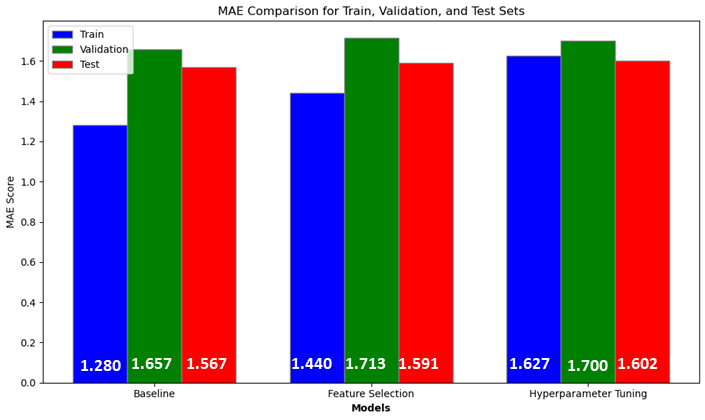 MAE Comparison for Train, Validation, and Test Sets
Train
Validation
Test
MAE Score
1.6
1.4
1.2
1.0
0.8
0.6
0.4
0.2
0.0
1.280 1.657 1.567 1.440 1.713 1.591 1.627 1.700 1.602
Baseline Feature Selection Hyperparameter Tuning
Models